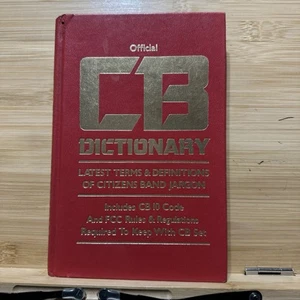 Official
CB
DICTIONARY
LATEST TERMS & DEFINITIONS
OF CITIZENS BAND JARGON
Includes CB 10 Code
And FCC Rules & Regulations
Required To Keep With CB Set